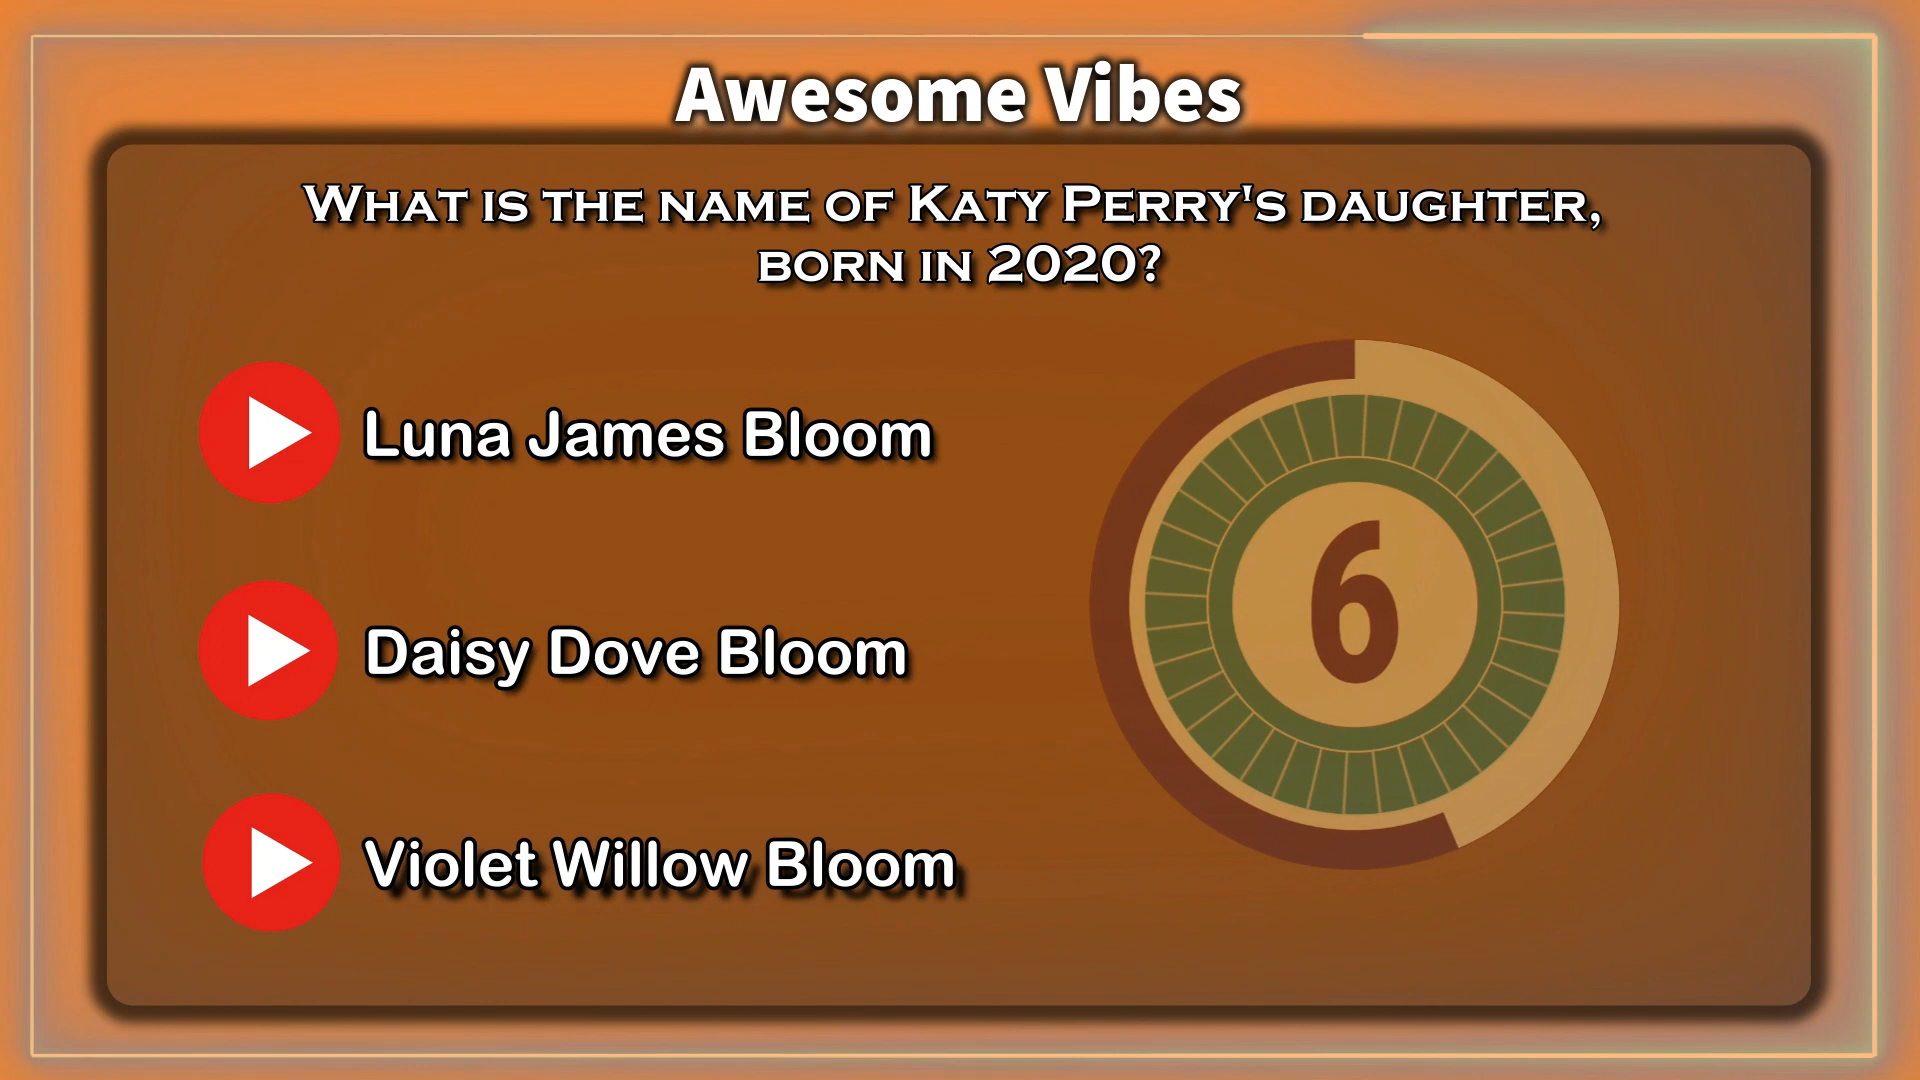 Awesome Vibes
What is the name of Katy Perry's daughter,
born in 2020?
Luna James Bloom
6
Daisy Dove Bloom
Violet Willow Bloom